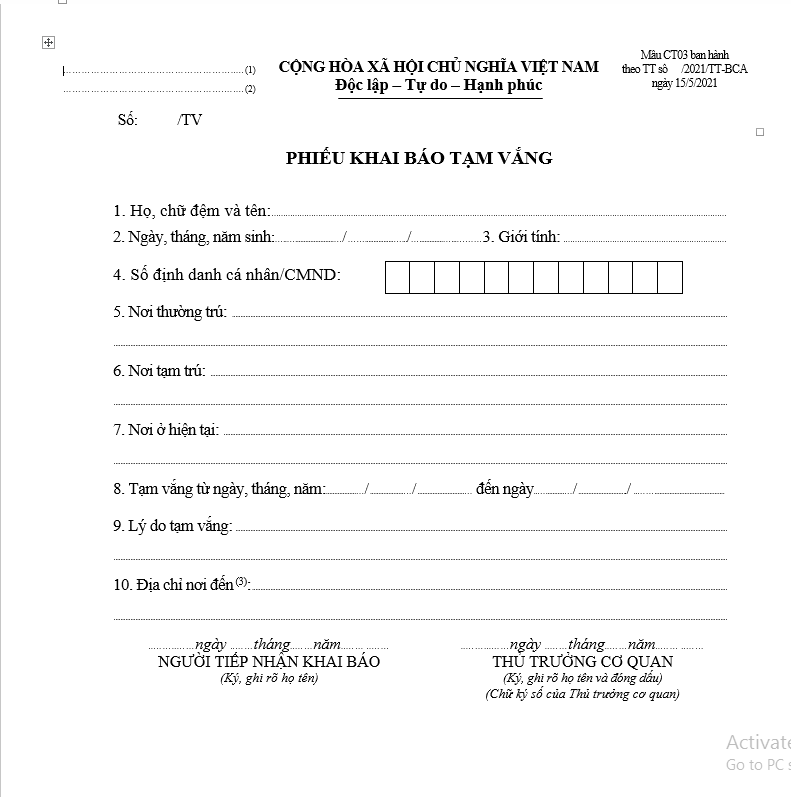 ……………………………………………(1)
……………………………………………(2)
CỘNG HÒA XÃ HỘI CHỦ NGHĨA VIỆT NAM
Độc lập – Tự do – Hạnh phúc
Mẫu CT03 ban hành
theo TT số /2021/TT-BCA
ngày 15/5/2021
Số: /TV
PHIẾU KHAI BÁO TẠM VẮNG
1. Họ, chữ đệm và tên:
2. Ngày, tháng, năm sinh:................/................/................3. Giới tính:
4. Số định danh cá nhân/CMND:
5. Nơi thường trú:
6. Nơi tạm trú:
7. Nơi ở hiện tại:
8. Tạm vắng từ ngày, tháng, năm:........../........../............ đến ngày........../............/............
9. Lý do tạm vắng:
10. Địa chỉ nơi đến (3):
................ngày ........tháng........năm................
NGƯỜI TIẾP NHẬN KHAI BÁO
(Ký, ghi rõ họ tên)
................ngày ........tháng........năm................
THỦ TRƯỞNG CƠ QUAN
(Ký, ghi rõ họ tên và đóng dấu)
(Chữ ký số của Thủ trưởng cơ quan)
Activate
Go to PC s